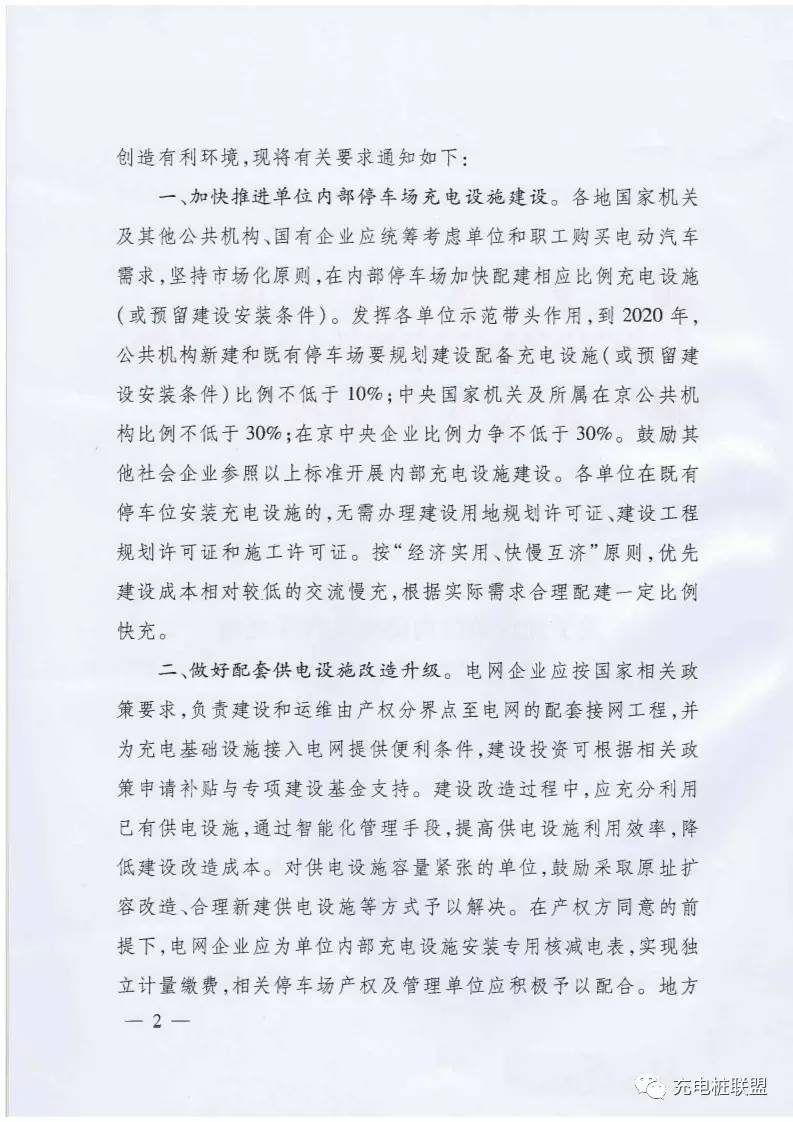 创造有利环境,现将有关要求通知如下:
一、加快推进单位内部停车场充电设施建设。各地国家机关
及其他公共机构、国有企业应统筹考虑单位和职工购买电动汽车
需求,坚持市场化原则,在内部停车场加快配建相应比例充电设施
(或预留建设安装条件)。发挥各单位示范带头作用,到2020年,
公共机构新建和既有停车场要规划建设配备充电设施(或预留建
设安装条件)比例不低于10%;中央国家机关及所属在京公共机
构比例不低于30%;在京中央企业比例力争不低于30%。鼓励其
他社会企业参照以上标准开展内部充电设施建设。各单位在既有
停车位安装充电设施的,无需办理建设用地规划许可证、建设工程
规划许可证和施工许可证。按“经济实用、快慢互济”原则,优先
建设成本相对较低的交流慢充,根据实际需求合理配建一定比例
快充。
二、做好配套供电设施改造升级。电网企业应按国家相关政
策要求,负责建设和运维由产权分界点至电网的配套接网工程,并
为充电基础设施接入电网提供便利条件,建设投资可根据相关政
策申请补贴与专项建设基金支持。建设改造过程中,应充分利用
已有供电设施,通过智能化管理手段,提高供电设施利用效率,降
低建设改造成本。对供电设施容量紧张的单位,鼓励采取原址扩
容改造、合理新建供电设施等方式予以解决。在产权方同意的前
提下,电网企业应为单位内部充电设施安装专用核减电表,实现独
立计量缴费,相关停车场产权及管理单位应积极予以配合。地方
— 2 —
充电桩联盟